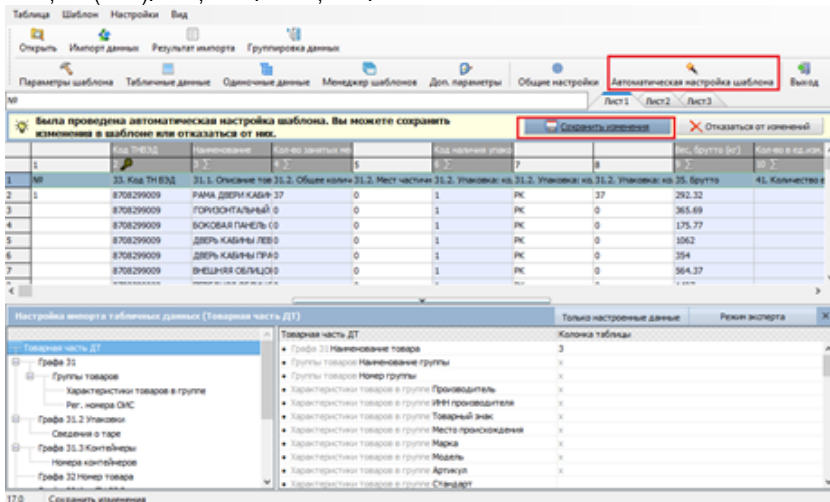 Таблица Шаблон Настройки Вид
Открыть Импорт данных Результат импорта Группировка данных
Параметры шаблона Табличные данные Одиночные данные Менеджер шаблонов Доп. параметры Общие настройки Автоматическая настройка шаблона Выход
№
Лист1 Лист2 Лист3
Была проведена автоматическая настройка шаблона. Вы можете сохранить
изменения в шаблоне или отказаться от них.
Сохранить изменения Отказаться от изменений
Код ТНВЭД Наименование Кол-во занятых ме Код наличия упако Вес, брутто (кг) Кол-во в ед.изм.
1 2 3 4 5 6 7 8 9 10
1 № 33. Код ТН ВЭД 31.1. Описание тов 31.2. Общее колич 31.2. Мест частичн 31.2. Упаковка: ко 31.2. Упаковка: ко 31.2. Упаковка: ко 35. Брутто 41. Количество в
2 1 8708299009 РАМА ДВЕРИ КАБИН 37 0 1 PK 37 292.32
3 8708299009 ГОРИЗОНТАЛЬНЫЙ 0 0 1 PK 0 365.69
4 8708299009 БОКОВАЯ ПАНЕЛЬ ( 0 0 1 PK 0 175.77
5 8708299009 ДВЕРЬ КАБИНЫ ЛЕВ 0 0 1 PK 0 1062
6 8708299009 ДВЕРЬ КАБИНЫ ПРА 0 0 1 PK 0 354
7 8708299009 ВНЕШНЯЯ ОБЛИЦО 0 0 1 PK 0 564.37
Настройка импорта табличных данных (Товарная часть ДТ) Только настроенные данные Режим эксперта
Товарная часть ДТ
Графа 31
Группы товаров
Характеристики товаров в группе
Рег. номера ОИС
Графа 31.2 Упаковки
Сведения о таре
Графа 31.3 Контейнеры
Номера контейнеров
Графа 32 Номер товара
Товарная часть ДТ Колонка таблицы
• Графа 31 Наименование товара 3
• Группы товаров Наименование группы x
• Группы товаров Номер группы x
• Характеристики товаров в группе Производитель x
• Характеристики товаров в группе ИНН производителя x
• Характеристики товаров в группе Товарный знак x
• Характеристики товаров в группе Место происхождения x
• Характеристики товаров в группе Марка x
• Характеристики товаров в группе Модель x
• Характеристики товаров в группе Артикул x
• Характеристики товаров в группе Стандарт
17.0 Сохранить изменения